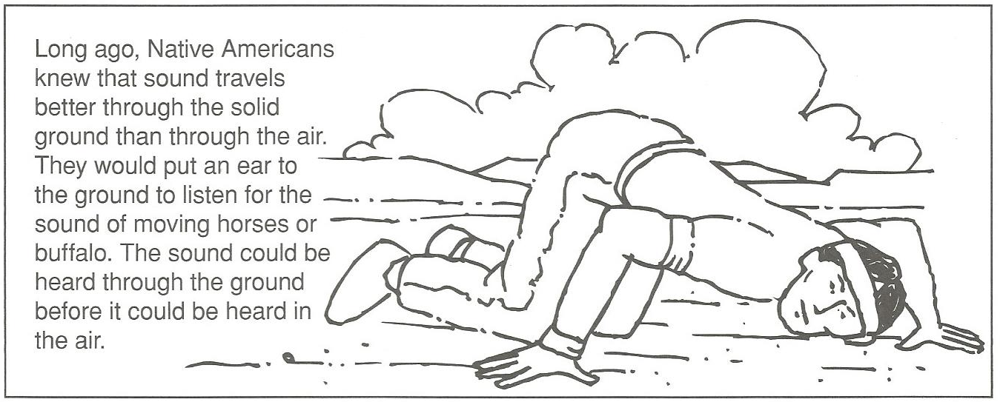 Long ago, Native Americans
knew that sound travels
better through the solid
ground than through the air.
They would put an ear to
the ground to listen for the
sound of moving horses or
buffalo. The sound could be
heard through the ground
before it could be heard in
the air.